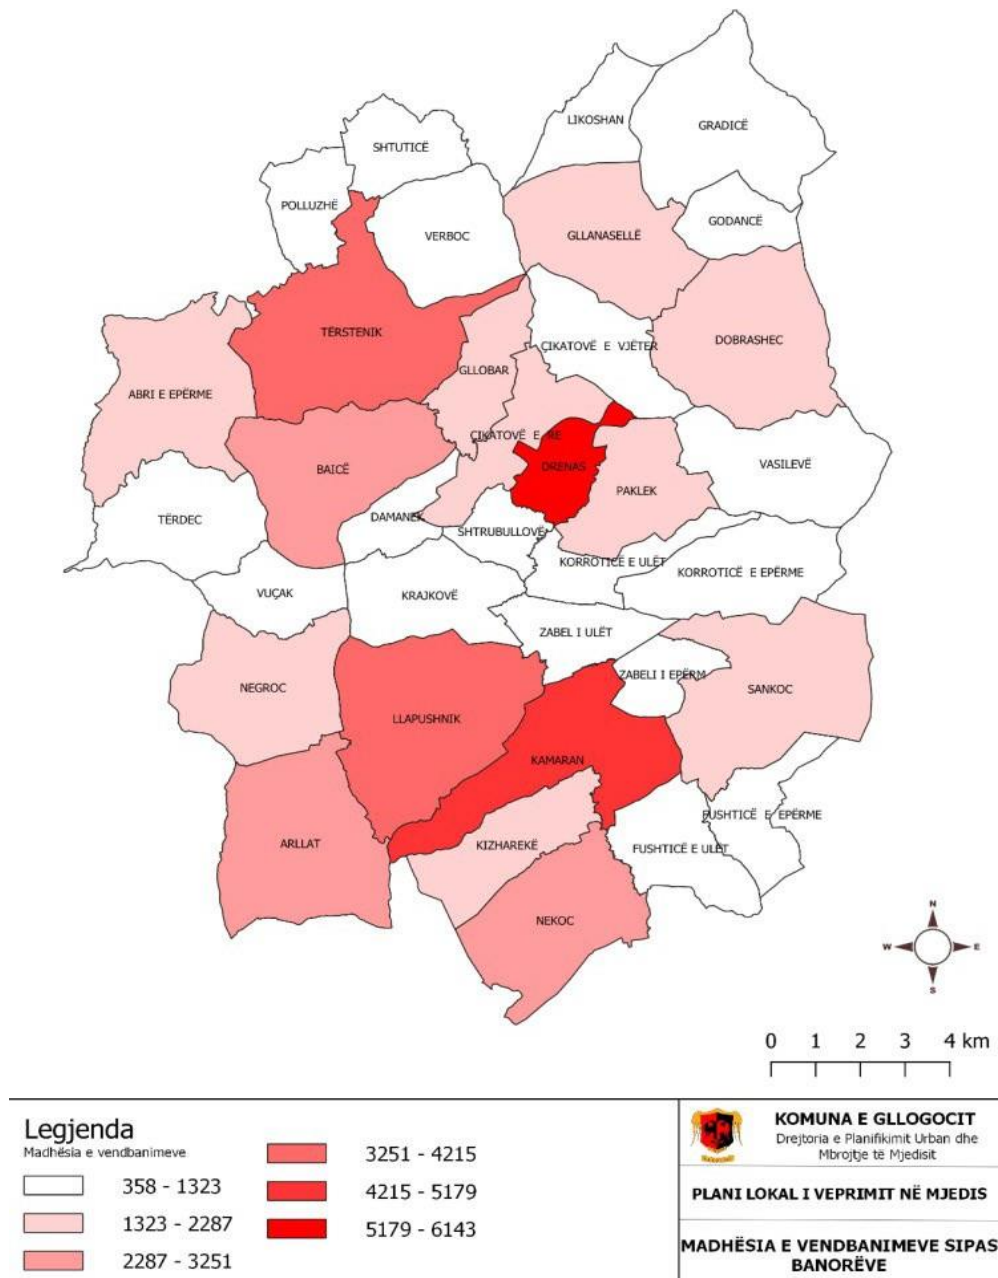 LIKOSHAN
GRADICË
SHTUTICË
POLLUZHË
GODANCË
VERBOC
GLLANASELLË
TËRSTENIK
DOBRASHEC
ÇIKATOVË E VJËTER
GLLOBAR
ABRI E EPËRME
ÇIKATOVË E RE
VASILEVË
BAICË
DRENAS
PAKLEK
TËRDEC
DAMANEK
SHTRUBULLOVË
KORROTICË E ULËT
KORROTICË E EPËRME
VUÇAK
KRAJKOVË
ZABEL I ULËT
ZABELI I EPËRM
NEGROC
SANKOC
LLAPUSHNIK
KAMARAN
FUSHTICË E EPËRME
ARLLAT
KIZHAREKË
FUSHTICË E ULËT
NEKOC
N
W E
S
0 1 2 3 4 km
Legjenda
Madhësia e vendbanimeve
358 - 1323
1323 - 2287
2287 - 3251
3251 - 4215
4215 - 5179
5179 - 6143
KOMUNA E GLLOGOCIT
Drejtoria e Planifikimit Urban dhe
Mbrojtje të Mjedisit
PLANI LOKAL I VEPRIMIT NË MJEDIS
MADHËSIA E VENDBANIMEVE SIPAS
BANORËVE